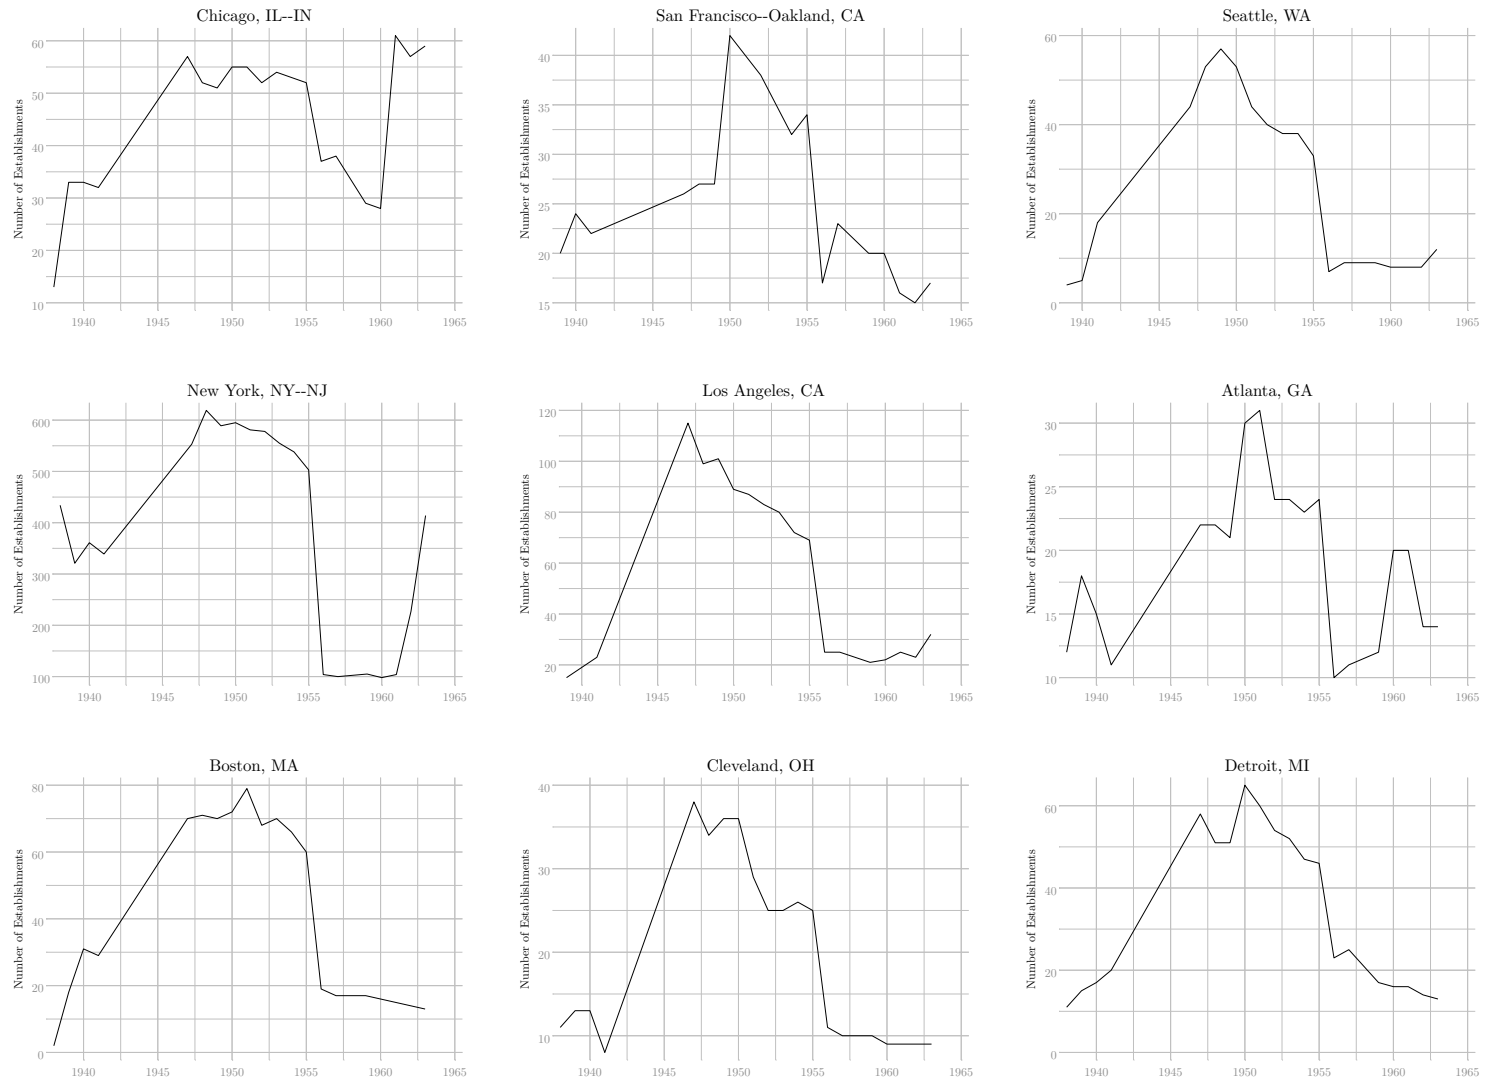 Chicago, IL--IN
Number of Establishments
60
50
40
30
20
10
1940 1945 1950 1955 1960 1965
San Francisco--Oakland, CA
Number of Establishments
40
35
30
25
20
15
1940 1945 1950 1955 1960 1965
Seattle, WA
Number of Establishments
60
40
20
0
1940 1945 1950 1955 1960 1965
New York, NY--NJ
Number of Establishments
600
500
400
300
200
100
1940 1945 1950 1955 1960 1965
Los Angeles, CA
Number of Establishments
120
100
80
60
40
20
1940 1945 1950 1955 1960 1965
Atlanta, GA
Number of Establishments
30
25
20
15
10
1940 1945 1950 1955 1960 1965
Boston, MA
Number of Establishments
80
60
40
20
0
1940 1945 1950 1955 1960 1965
Cleveland, OH
Number of Establishments
40
30
20
10
1940 1945 1950 1955 1960 1965
Detroit, MI
Number of Establishments
60
40
20
0
1940 1945 1950 1955 1960 1965